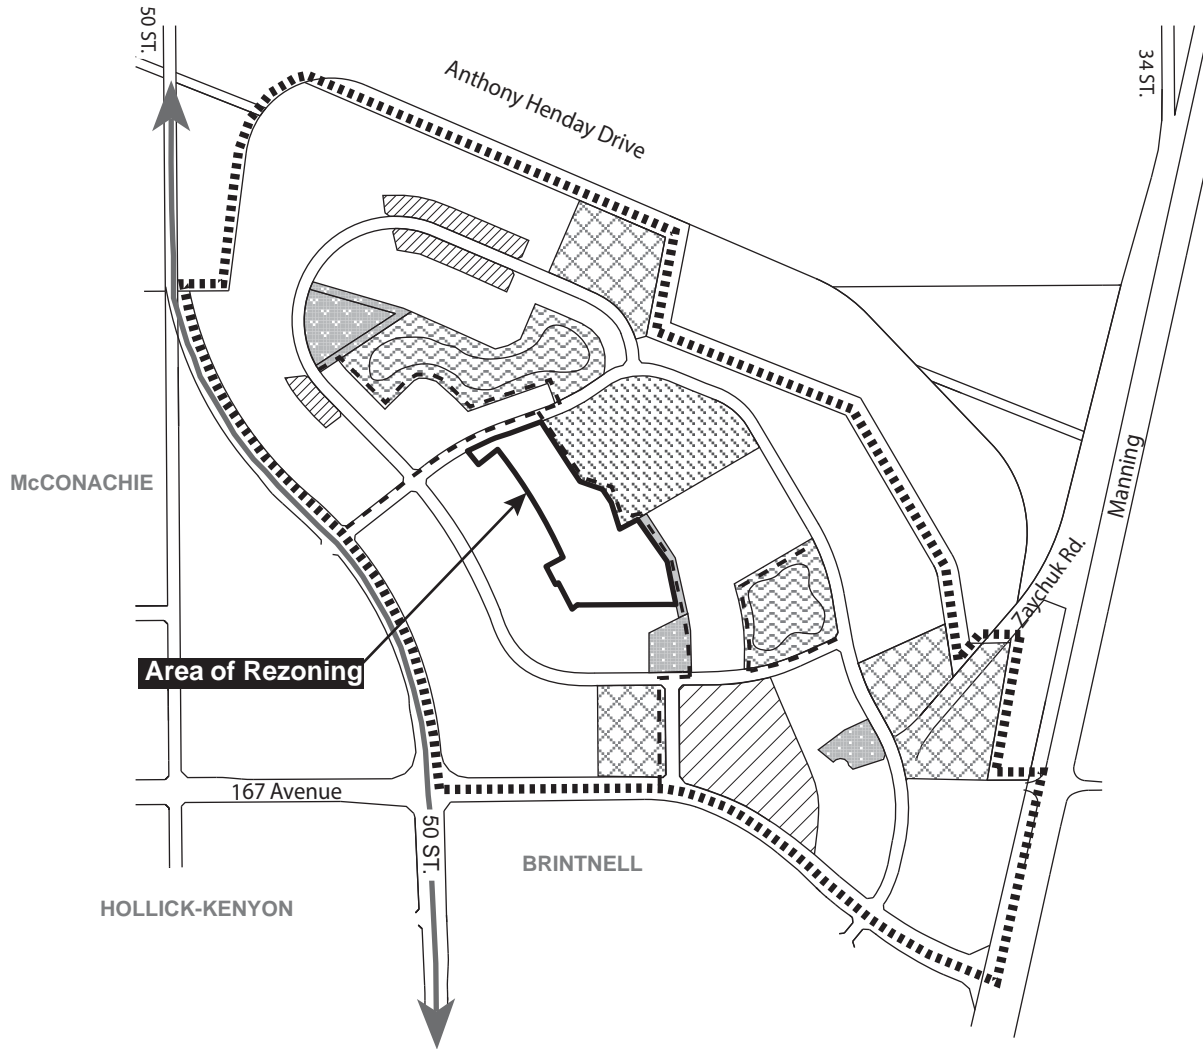 50 ST.
Anthony Henday Drive
34 ST.
McCONACHIE
Manning
Zaychuk Rd.
Area of Rezoning
167 Avenue
50 ST.
BRINTNELL
HOLLICK-KENYON